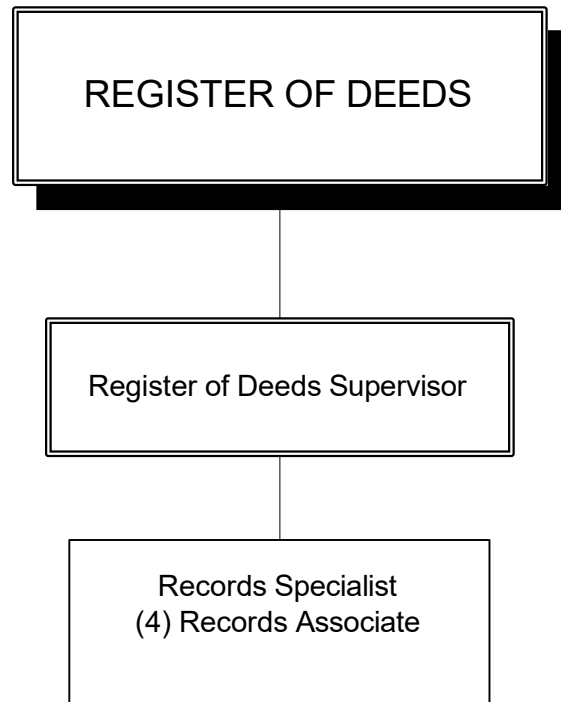 REGISTER OF DEEDS
Register of Deeds Supervisor
Records Specialist
(4) Records Associate